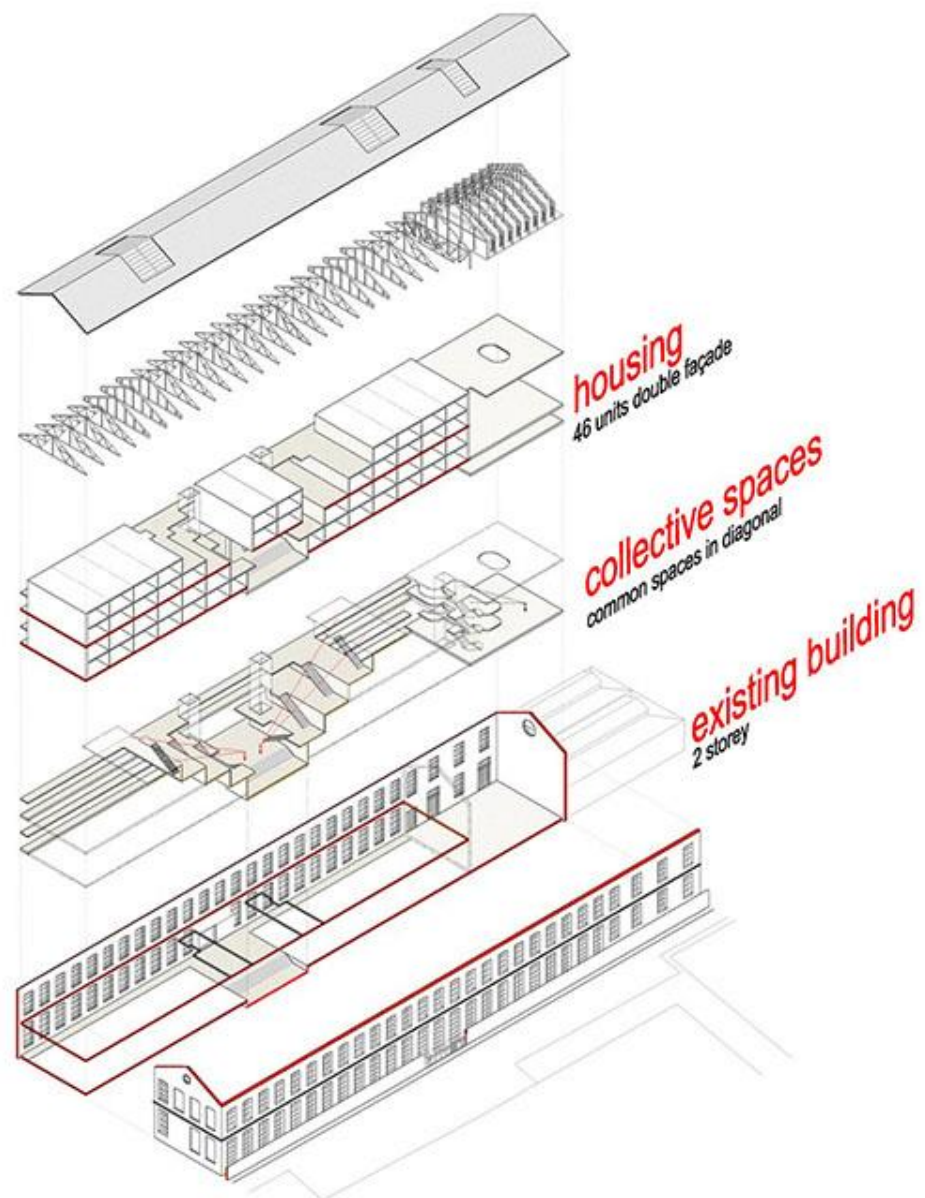 housing
46 units double façade
collective spaces
common spaces in diagonal
existing building
2 storey